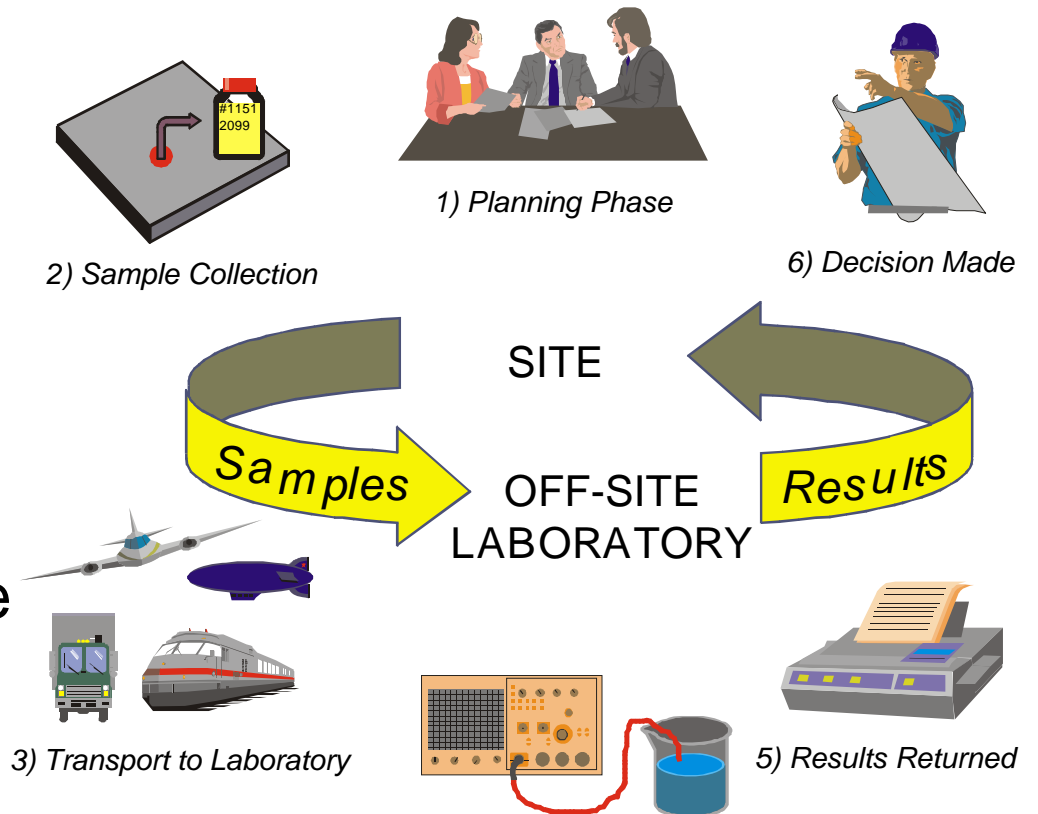 #1151
2099
1) Planning Phase
2) Sample Collection
6) Decision Made
SITE
Samples
OFF-SITE
LABORATORY
Results
e
3) Transport to Laboratory
5) Results Returned